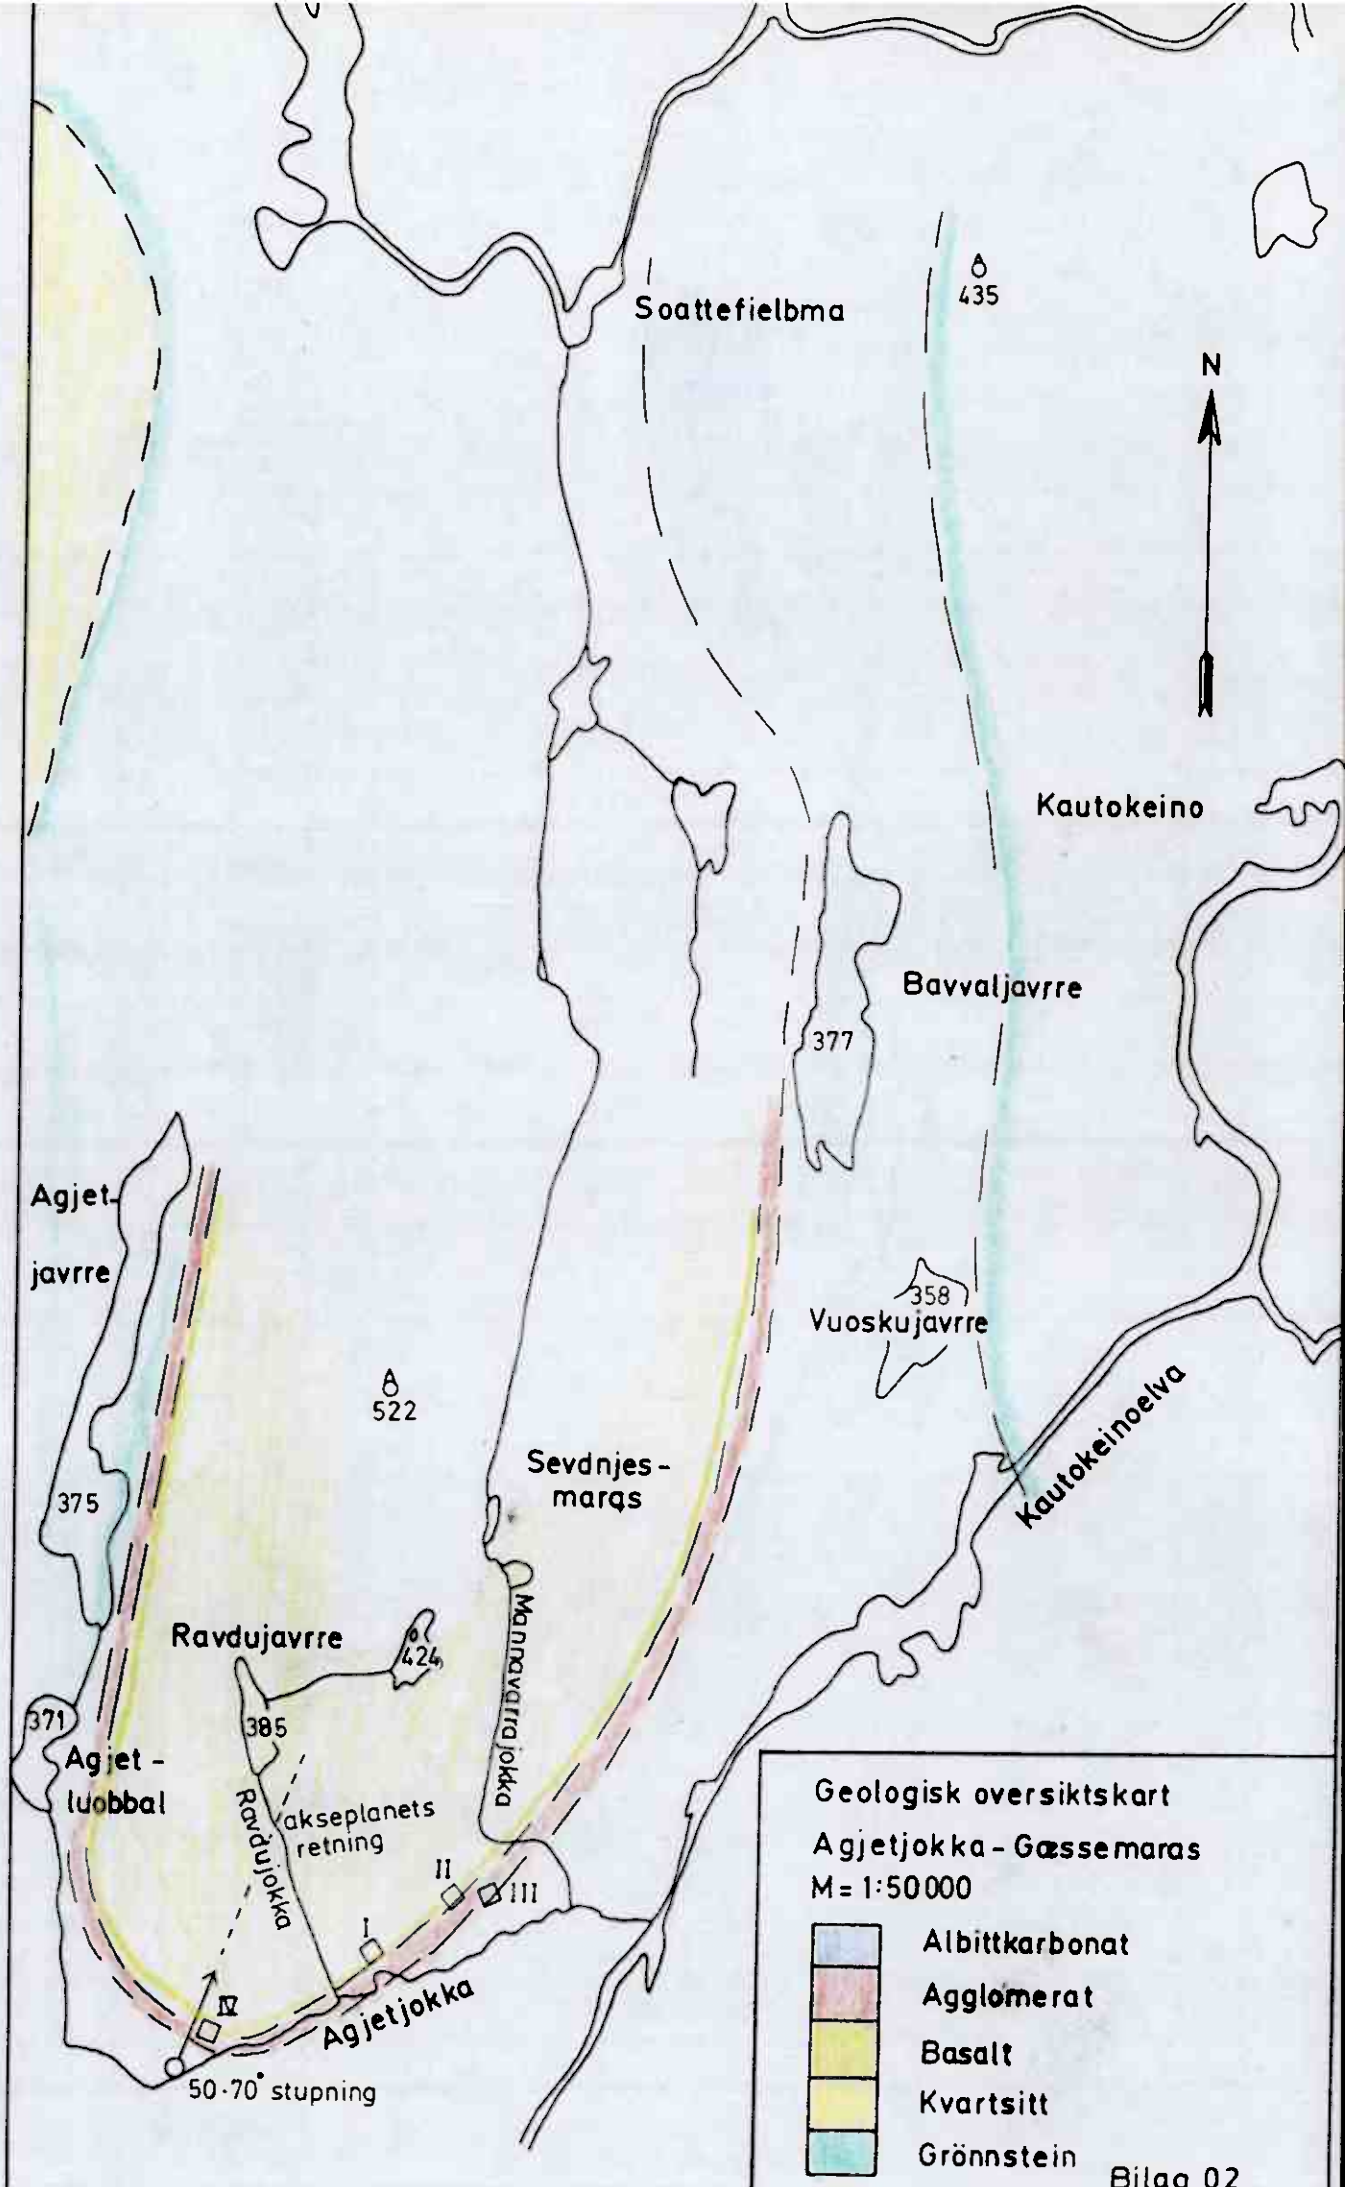 Soattefielbma
435
N
Kautokeino
Bavvaljavrre
377
Agjet-
javrre
358
Vuoskujavrre
522
Sevdnjes-
maras
Kautokeinoelva
375
Mannavarrajokka
Ravdujavrre
424
371
385
Agjet-
luobbal
Ravdujokka
akseplanets
retning
II
III
I
IV
Agjetjokka
50-70° stupning
Geologisk oversiktskart
Agjetjokka - Gæssemaras
M = 1:50000
Albittkarbonat
Agglomerat
Basalt
Kvartsitt
Grönnstein
Bilag 02